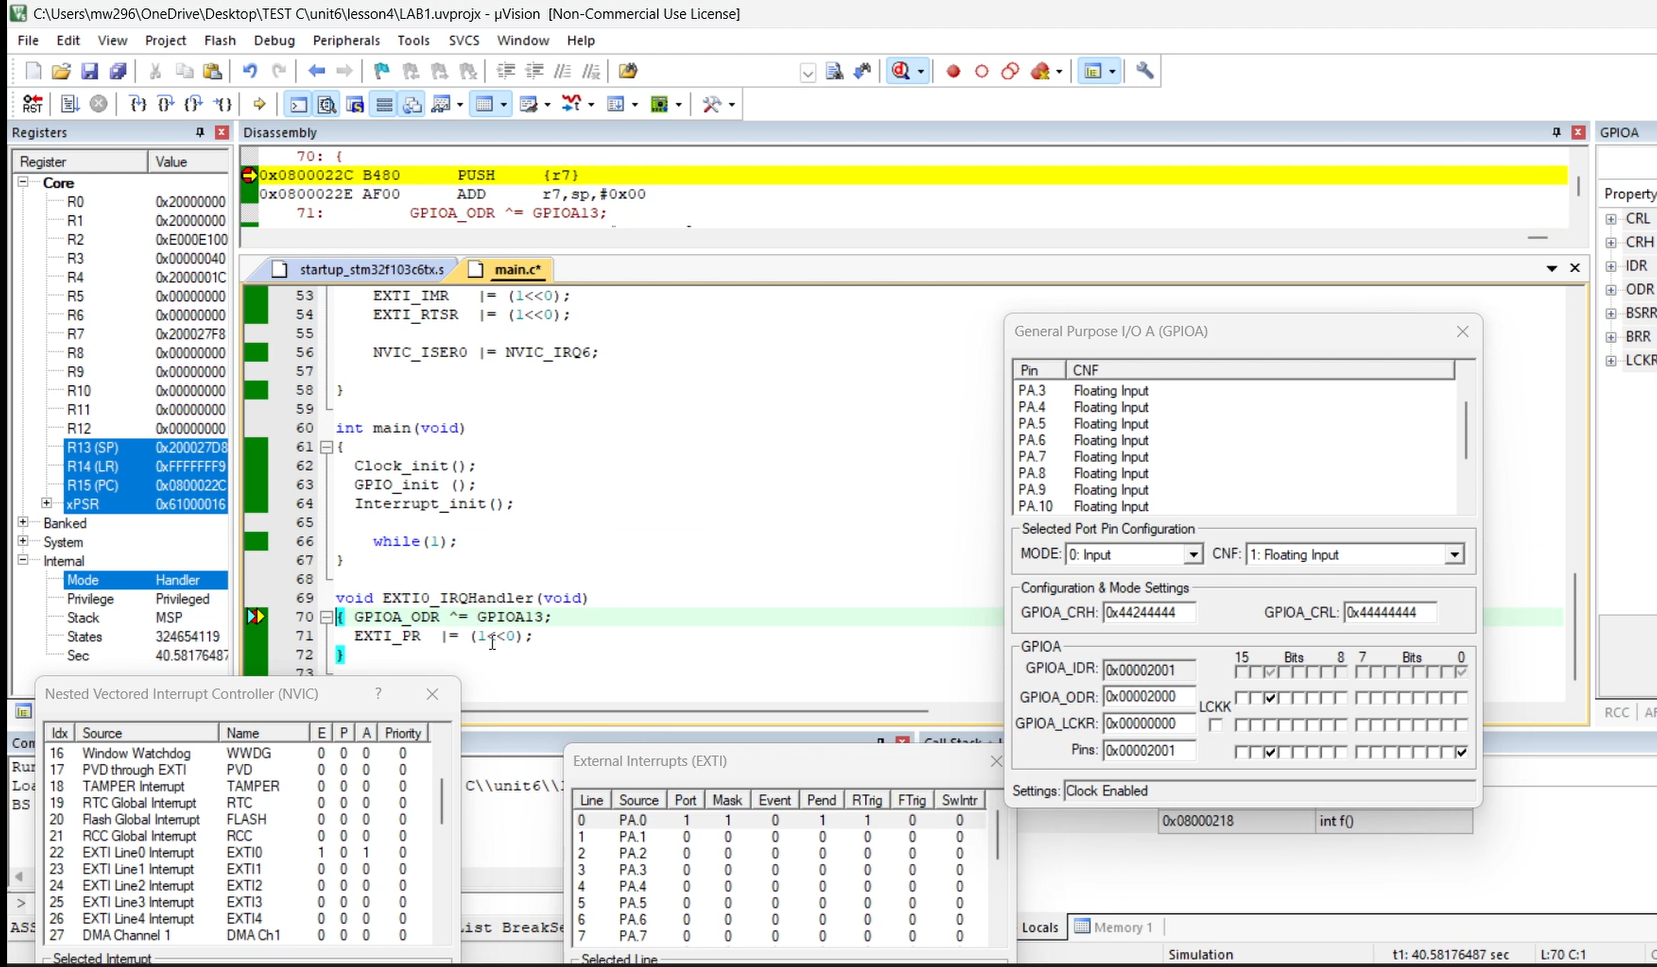 C:\Users\mw296\OneDrive\Desktop\TEST C\unit6\lesson4\LAB1.uvprojx - µVision [Non-Commercial Use License]
File Edit View Project Flash Debug Peripherals Tools SVCS Window Help
RST
Registers
Register Value
Core
R0 0x20000000
R1 0x20000000
R2 0xE000E100
R3 0x00000040
R4 0x2000001C
R5 0x00000000
R6 0x00000000
R7 0x200027F8
R8 0x00000000
R9 0x00000000
R10 0x00000000
R11 0x00000000
R12 0x00000000
R13 (SP) 0x200027D8
R14 (LR) 0xFFFFFFF9
R15 (PC) 0x0800022C
xPSR 0x61000016
Banked
System
Internal
Mode Handler
Privilege Privileged
Stack MSP
States 324654119
Sec 40.5817648
Disassembly
70: {
0x0800022C B480 PUSH {r7}
0x0800022E AF00 ADD r7,sp,#0x00
71: GPIOA_ODR ^= GPIOA13;
startup_stm32f103c6tx.s main.c*
53 EXTI_IMR |= (1<<0);
54 EXTI_RTSR |= (1<<0);
55
56 NVIC_ISER0 |= NVIC_IRQ6;
57
58 }
59
60 int main(void)
61 {
62 Clock_init();
63 GPIO_init ();
64 Interrupt_init();
65
66 while(1);
67 }
68
69 void EXTI0_IRQHandler(void)
70 { GPIOA_ODR ^= GPIOA13;
71 EXTI_PR |= (1<<0);
72 }
73
GPIOA
Property
CRL
CRH
IDR
ODR
BSRR
BRR
LCKR
RCC
General Purpose I/O A (GPIOA)
Pin CNF
PA.3 Floating Input
PA.4 Floating Input
PA.5 Floating Input
PA.6 Floating Input
PA.7 Floating Input
PA.8 Floating Input
PA.9 Floating Input
PA.10 Floating Input
Selected Port Pin Configuration
MODE: 0: Input CNF: 1: Floating Input
Configuration & Mode Settings
GPIOA_CRH: 0x44244444 GPIOA_CRL: 0x44444444
GPIOA
15 Bits 8 7 Bits 0
GPIOA_IDR: 0x00002001
GPIOA_ODR: 0x00002000
LCKK
GPIOA_LCKR: 0x00000000
Pins: 0x00002001
Settings: Clock Enabled
Nested Vectored Interrupt Controller (NVIC) ?
Idx Source Name E P A Priority
16 Window Watchdog WWDG 0 0 0 0
17 PVD through EXTI PVD 0 0 0 0
18 TAMPER Interrupt TAMPER 0 0 0 0
19 RTC Global Interrupt RTC 0 0 0 0
20 Flash Global Interrupt FLASH 0 0 0 0
21 RCC Global Interrupt RCC 0 0 0 0
22 EXTI Line0 Interrupt EXTI0 1 0 1 0
23 EXTI Line1 Interrupt EXTI1 0 0 0 0
24 EXTI Line2 Interrupt EXTI2 0 0 0 0
25 EXTI Line3 Interrupt EXTI3 0 0 0 0
26 EXTI Line4 Interrupt EXTI4 0 0 0 0
27 DMA Channel 1 DMA Ch1 0 0 0 0
Selected Interrupt
External Interrupts (EXTI)
Line Source Port Mask Event Pend RTrig FTrig SwIntr
0 PA.0 1 1 0 1 1 0 0
1 PA.1 0 0 0 0 0 0 0
2 PA.2 0 0 0 0 0 0 0
3 PA.3 0 0 0 0 0 0 0
4 PA.4 0 0 0 0 0 0 0
5 PA.5 0 0 0 0 0 0 0
6 PA.6 0 0 0 0 0 0 0
7 PA.7 0 0 0 0 0 0 0
Selected Line
Com
Run
Loa
BS
C\\unit6\\
>
ASS
ist BreakSe
0x08000218 int f()
Locals Memory 1
Simulation t1: 40.58176487 sec L:70 C:1